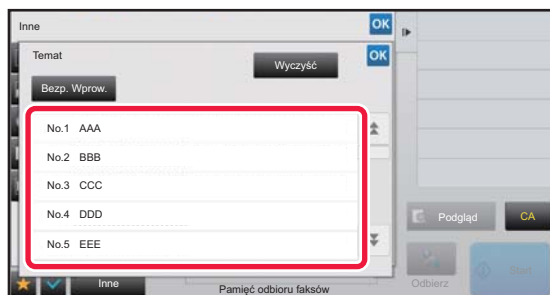 Inne
OK
Temat
Wyczyść
OK
Bezp. Wprow.
No.1 AAA
No.2 BBB
No.3 CCC
No.4 DDD
No.5 EEE
Podgląd
CA
Inne
Pamięć odbioru faksów
Odbierz
Start